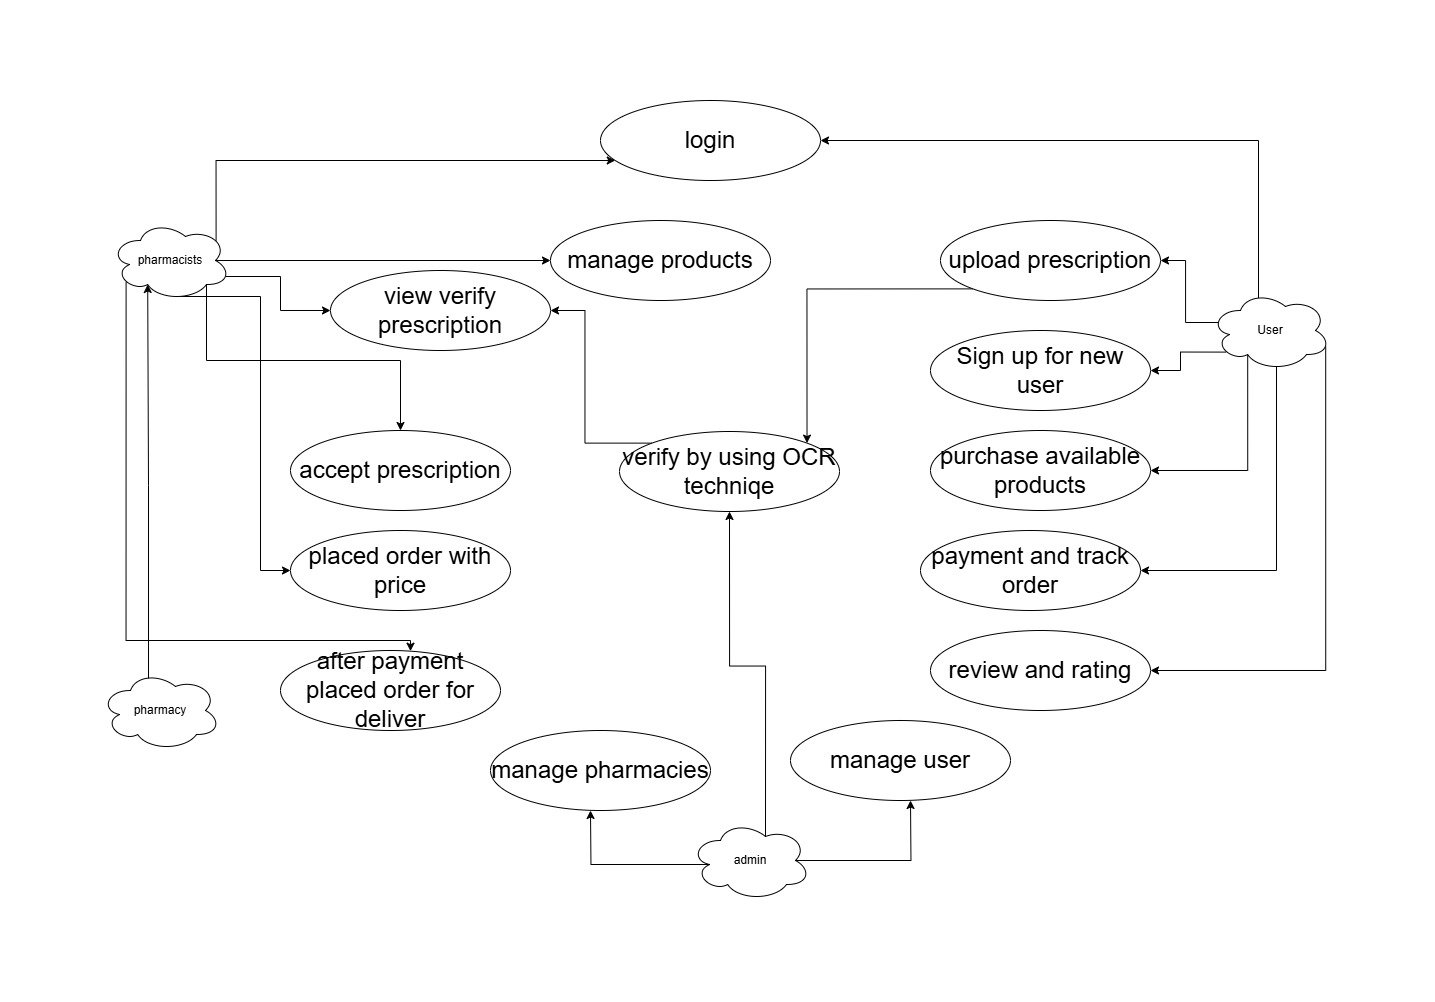 login
pharmacists
manage products
upload prescription
view verify
prescription
User
Sign up for new
user
accept prescription
verify by using OCR
techniqe
purchase available
products
placed order with
price
payment and track
order
after payment
placed order for
deliver
review and rating
pharmacy
manage pharmacies
manage user
admin